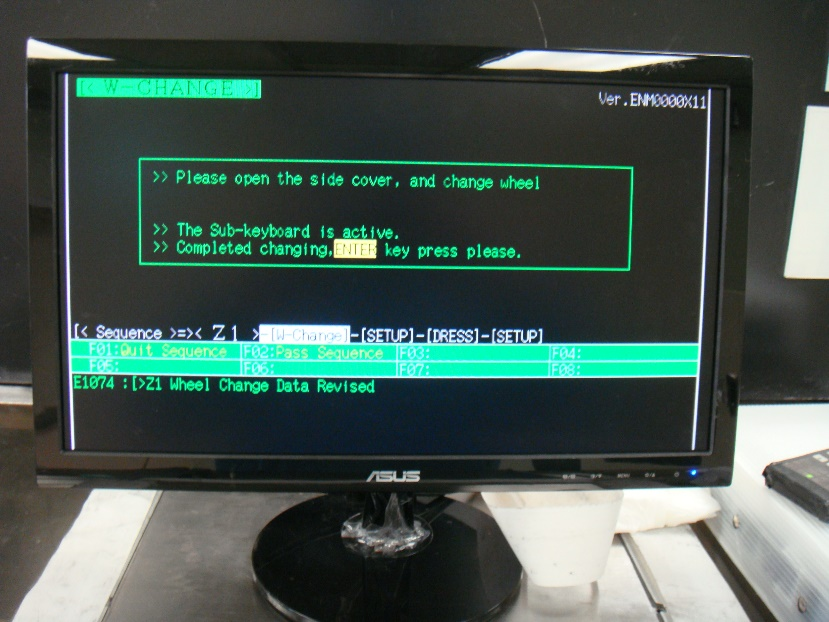 [< W-CHANGE >]
Ver.ENM0000X11
>> Please open the side cover, and change wheel
>> The Sub-keyboard is active.
>> Completed changing,ENTER key press please.
[< Sequence >=>< Z1 >-[W-Change]-[SETUP]-[DRESS]-[SETUP]
F01:Quit Sequence F02:Pass Sequence F03: F04:
F05: F06: F07: F08:
E1074 :[>Z1 Wheel Change Data Revised
ASUS